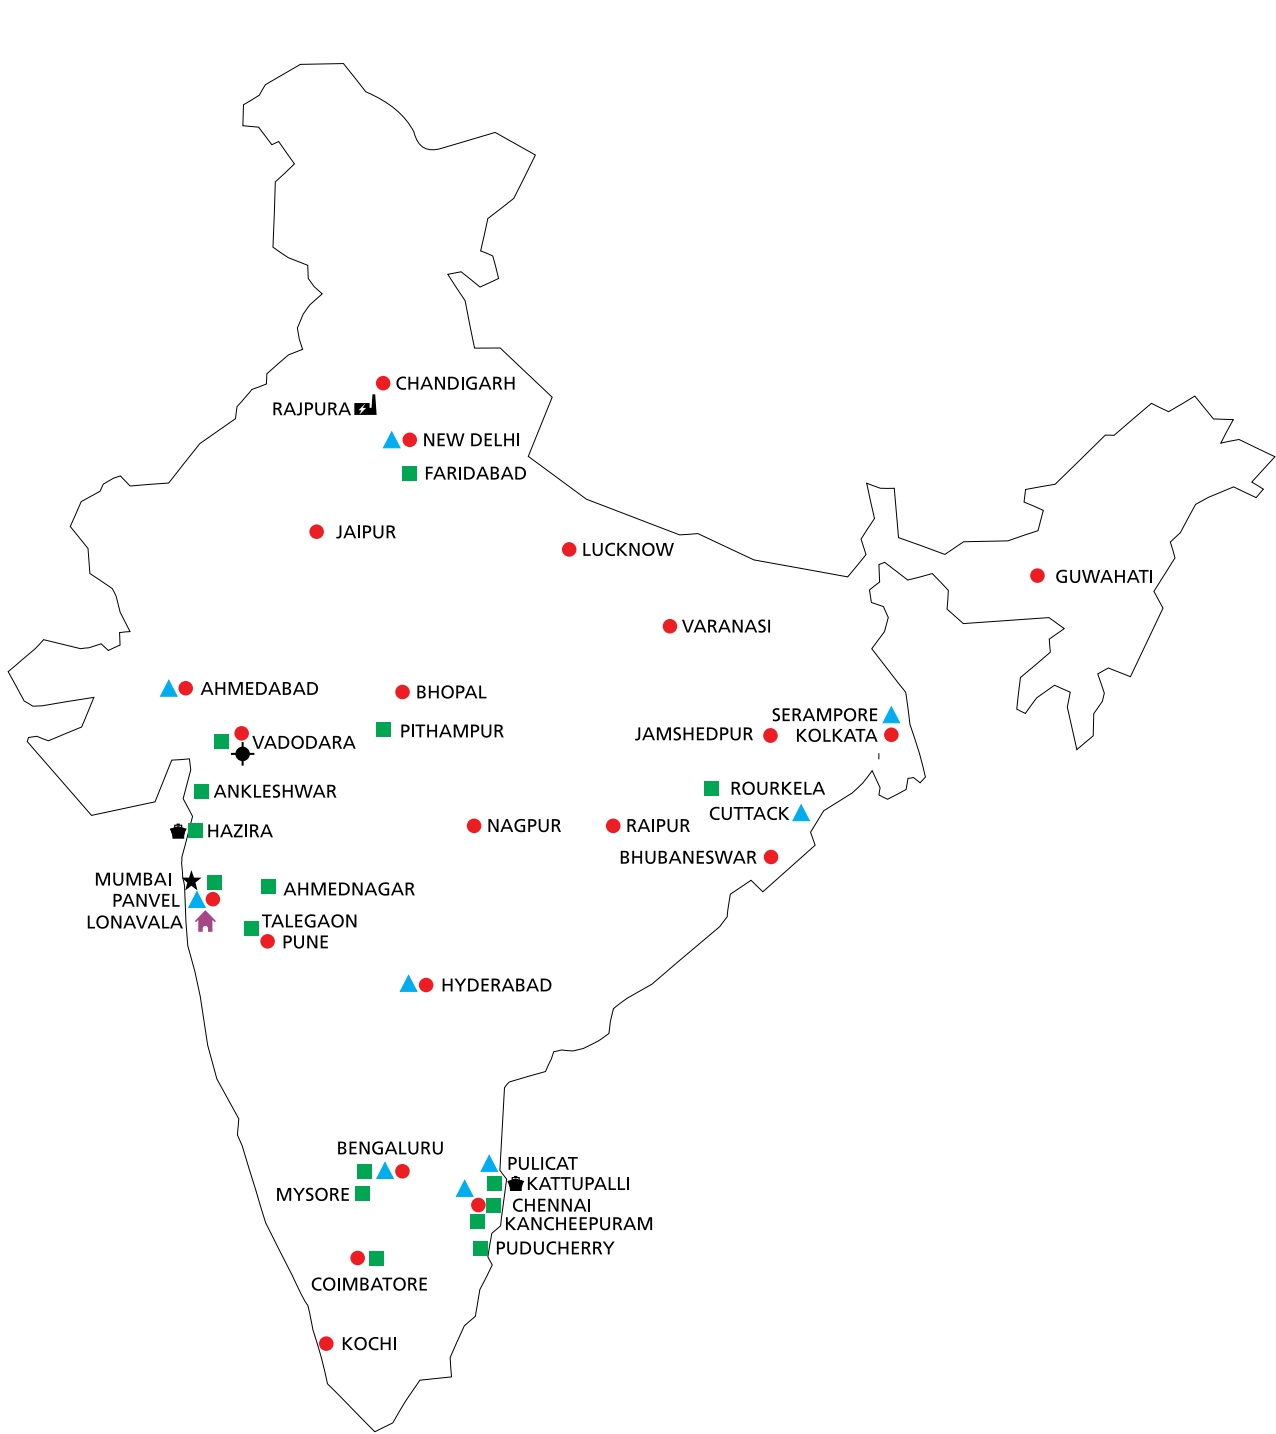 CHANDIGARH
RAJPURA
NEW DELHI
FARIDABAD
JAIPUR
LUCKNOW
GUWAHATI
VARANASI
AHMEDABAD
BHOPAL
SERAMPORE
PITHAMPUR
JAMSHEDPUR
KOLKATA
VADODARA
ANKLESHWAR
ROURKELA
CUTTACK
HAZIRA
NAGPUR
RAIPUR
BHUBANESWAR
MUMBAI
AHMEDNAGAR
PANVEL
LONAVALA
TALEGAON
PUNE
HYDERABAD
BENGALURU
PULICAT
KATTUPALLI
MYSORE
CHENNAI
KANCHEEPURAM
PUDUCHERRY
COIMBATORE
KOCHI